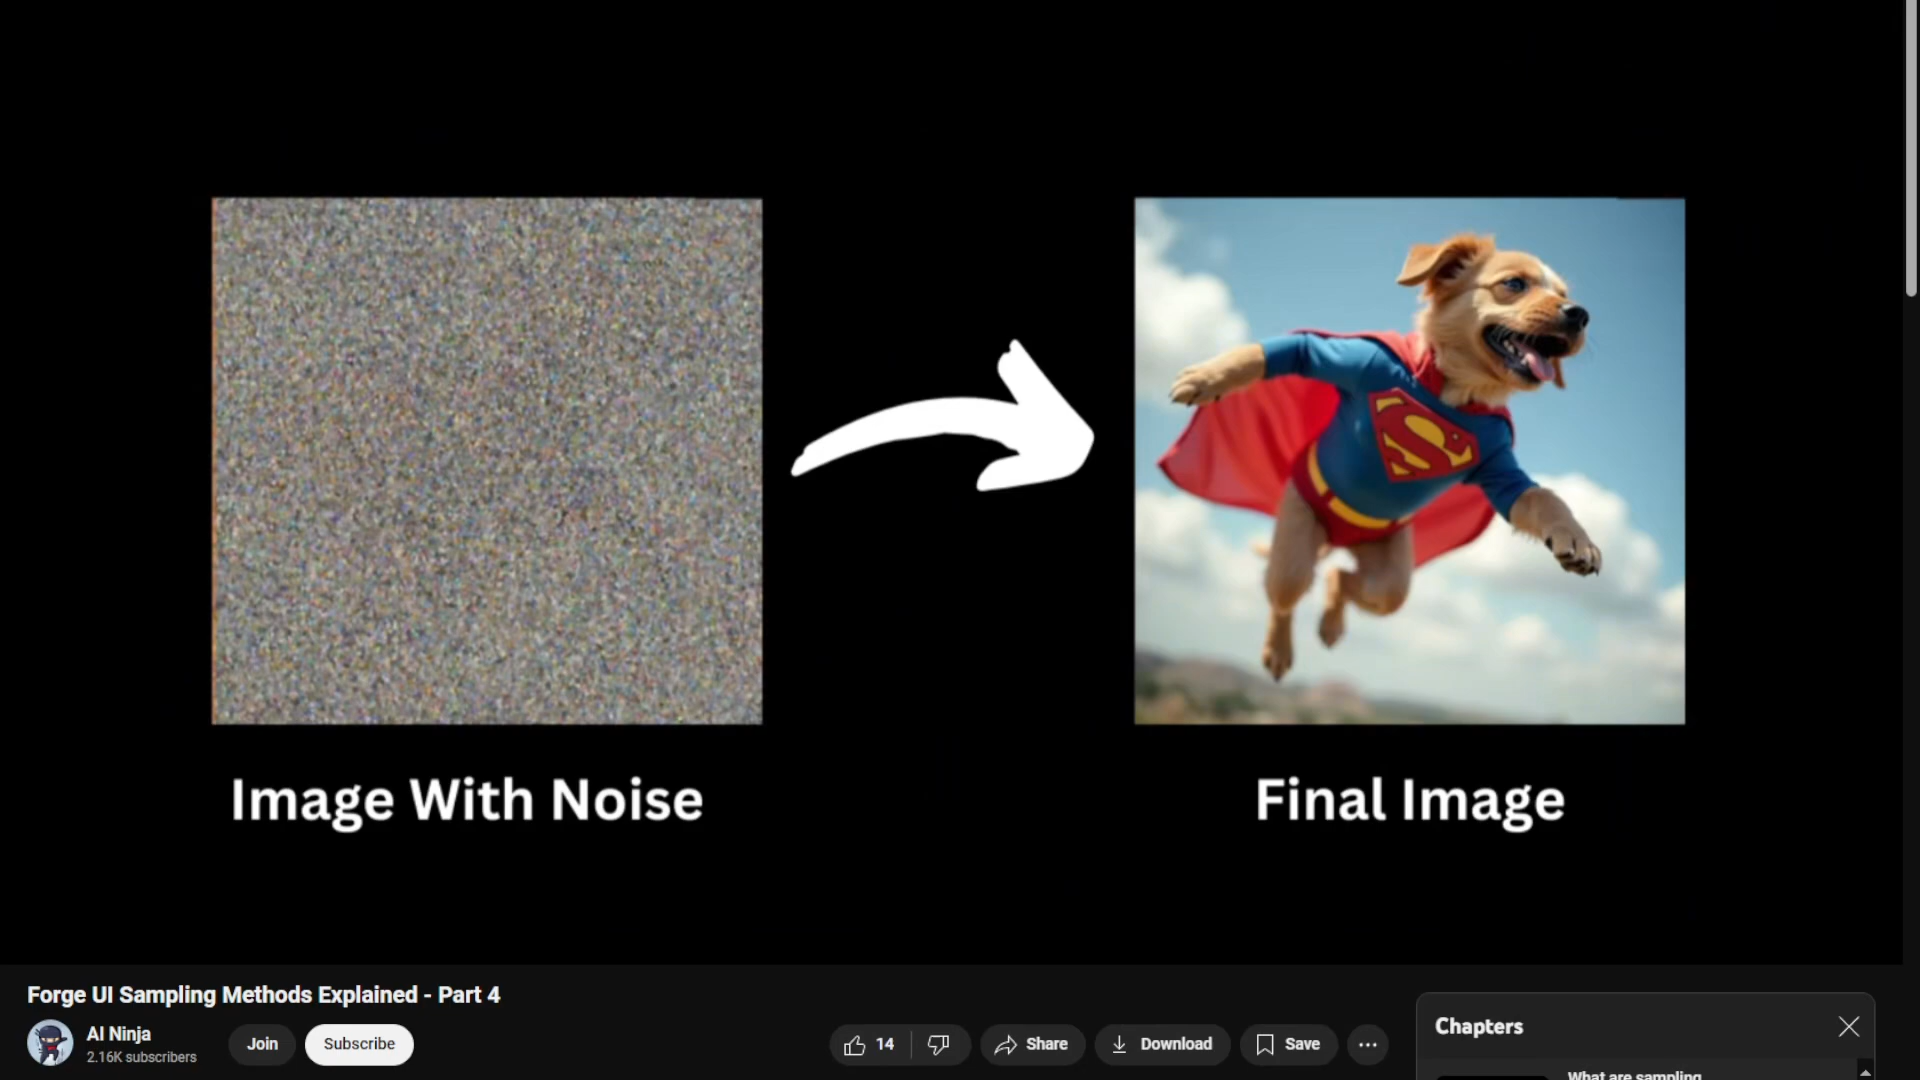 S
Image With Noise
Final Image
Forge UI Sampling Methods Explained - Part 4
AI Ninja
2.16K subscribers
Join
Subscribe
14
Share
Download
Save
Chapters
What are sampling